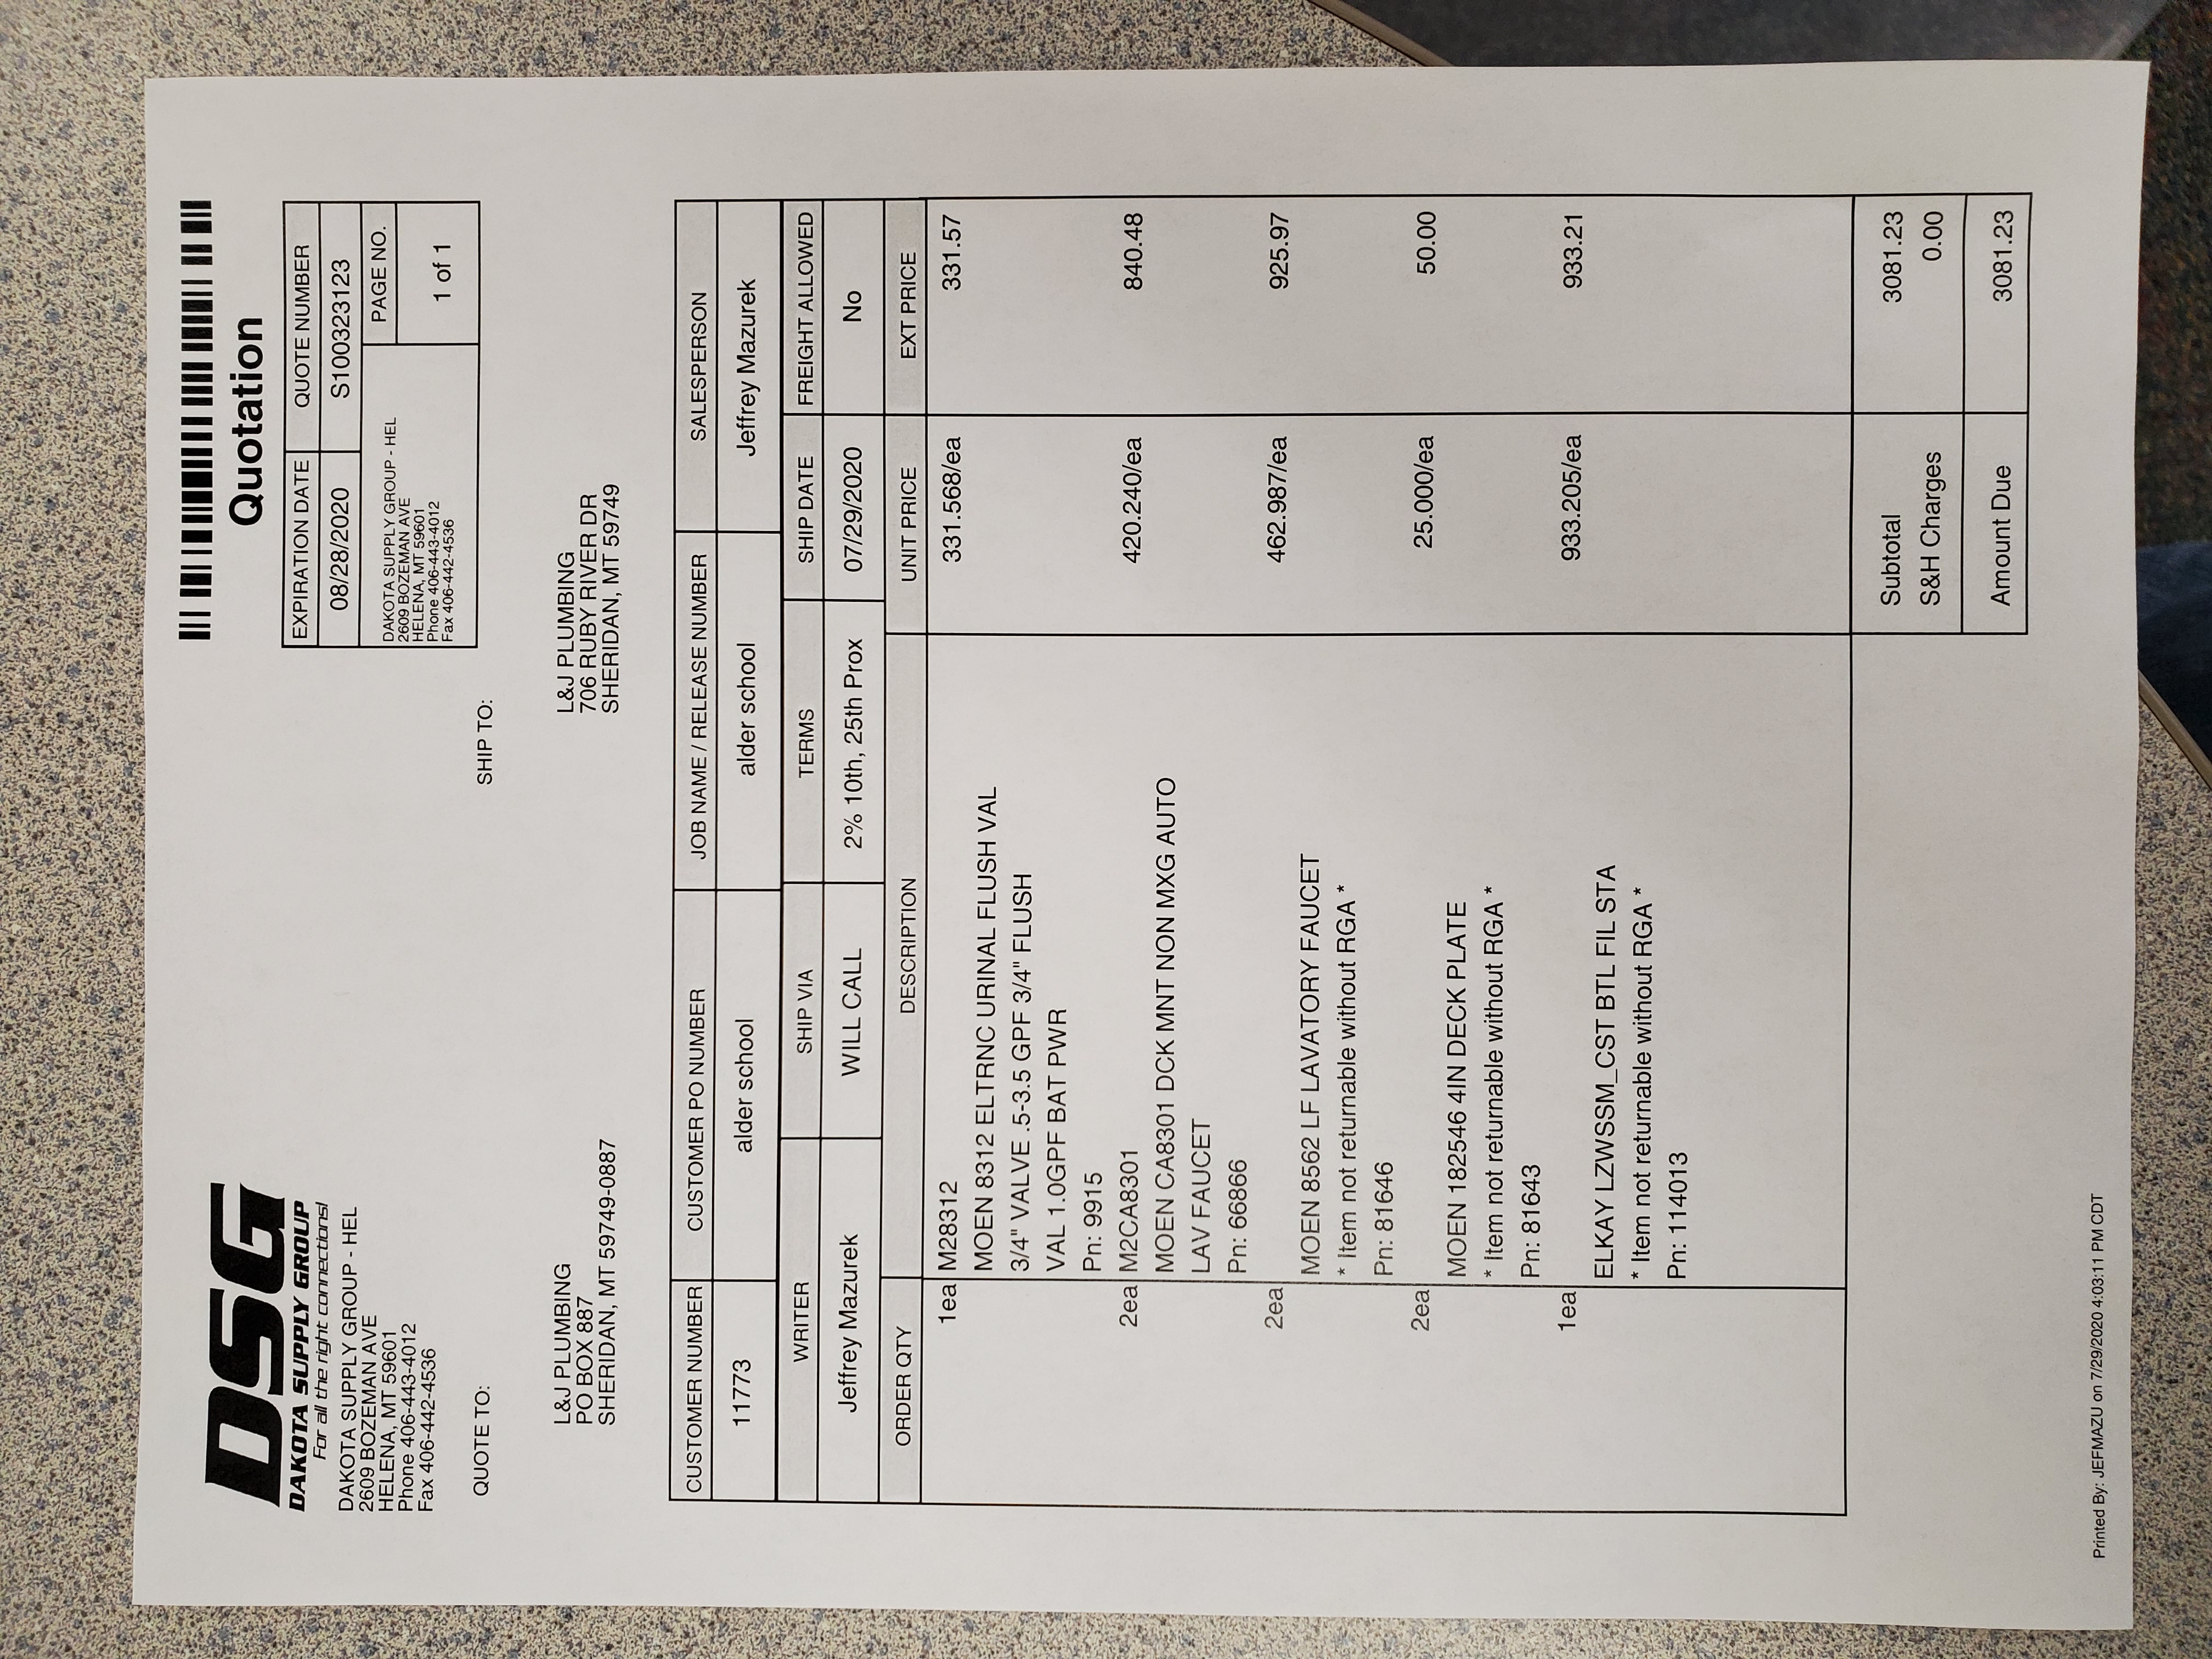 DSG
DAKOTA SUPPLY GROUP
For all the right connections!
DAKOTA SUPPLY GROUP - HEL
2609 BOZEMAN AVE
HELENA, MT 59601
Phone 406-443-4012
Fax 406-442-4536
Quotation
EXPIRATION DATE QUOTE NUMBER
08/28/2020 S100323123
DAKOTA SUPPLY GROUP - HEL
2609 BOZEMAN AVE
HELENA, MT 59601
Phone 406-443-4012
Fax 406-442-4536
PAGE NO.
1 of 1
QUOTE TO:
L&J PLUMBING
PO BOX 887
SHERIDAN, MT 59749-0887
SHIP TO:
L&J PLUMBING
706 RUBY RIVER DR
SHERIDAN, MT 59749
CUSTOMER NUMBER CUSTOMER PO NUMBER JOB NAME / RELEASE NUMBER SALESPERSON
11773 alder school alder school Jeffrey Mazurek
WRITER SHIP VIA TERMS SHIP DATE FREIGHT ALLOWED
Jeffrey Mazurek WILL CALL 2% 10th, 25th Prox 07/29/2020 No
ORDER QTY DESCRIPTION UNIT PRICE EXT PRICE
1ea M28312 331.568/ea 331.57
MOEN 8312 ELTRNC URINAL FLUSH VAL
3/4" VALVE .5-3.5 GPF 3/4" FLUSH
VAL 1.0GPF BAT PWR
Pn: 9915
2ea M2CA8301 420.240/ea 840.48
MOEN CA8301 DCK MNT NON MXG AUTO
LAV FAUCET
Pn: 66866
2ea 462.987/ea 925.97
MOEN 8562 LF LAVATORY FAUCET
* Item not returnable without RGA *
Pn: 81646
2ea 25.000/ea 50.00
MOEN 182546 4IN DECK PLATE
* Item not returnable without RGA *
Pn: 81643
1ea 933.205/ea 933.21
ELKAY LZWSSM_CST BTL FIL STA
* Item not returnable without RGA *
Pn: 114013
Subtotal 3081.23
S&H Charges 0.00
Amount Due 3081.23
Printed By: JEFMAZU on 7/29/2020 4:03:11 PM CDT